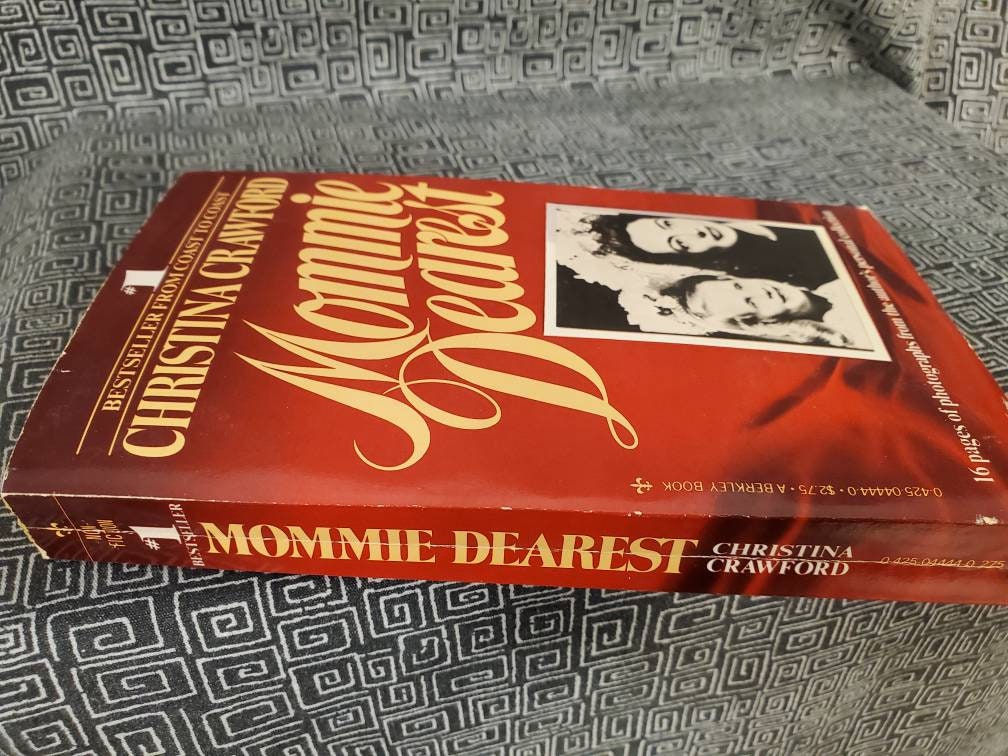 #1
BESTSELLER FROM COAST TO COAST
CHRISTINA CRAWFORD
Mommie
Dearest
16 pages of photographs from the author's personal collection
0-425-04444-0 • $2.75 • A BERKLEY BOOK
NON-
FICTION
#1
BESTSELLER
MOMMIE DEAREST
CHRISTINA
CRAWFORD
0-425-04444-0 275